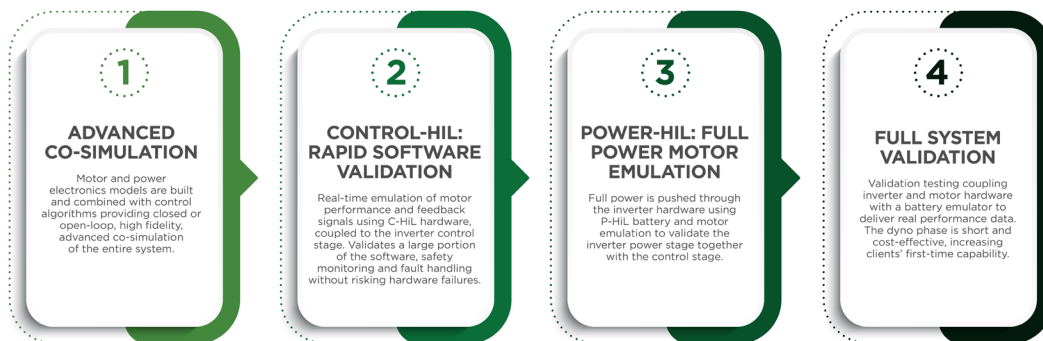 1
ADVANCED
CO-SIMULATION
Motor and power
electronics models are built
and combined with control
algorithms providing closed or
open-loop, high fidelity,
advanced co-simulation
of the entire system.
2
CONTROL-HIL:
RAPID SOFTWARE
VALIDATION
Real-time emulation of motor
performance and feedback
signals using C-HiL hardware,
coupled to the inverter control
stage. Validates a large portion
of the software, safety
monitoring and fault handling
without risking hardware failures.
3
POWER-HIL: FULL
POWER MOTOR
EMULATION
Full power is pushed through
the inverter hardware using
P-HiL battery and motor
emulation to validate the
inverter power stage together
with the control stage.
4
FULL SYSTEM
VALIDATION
Validation testing coupling
inverter and motor hardware
with a battery emulator to
deliver real performance data.
The dyno phase is short and
cost-effective, increasing
clients' first-time capability.